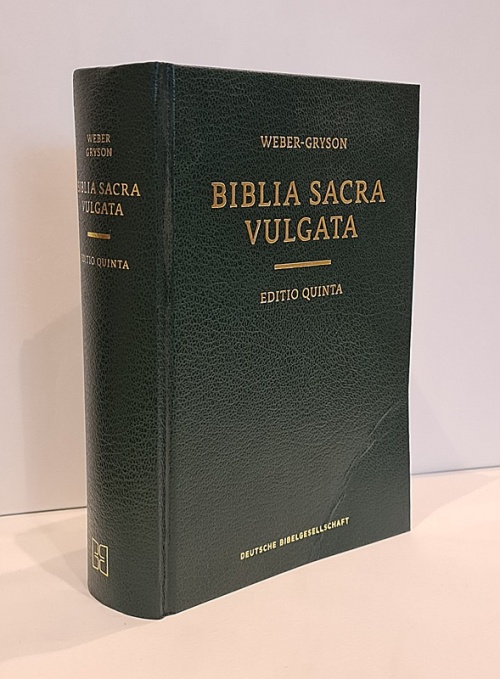 WEBER
GRYSON
BIBLIA SACRA
VULGATA
EDITIO QUINTA
WEBER-GRYSON
BIBLIA SACRA
VULGATA
EDITIO QUINTA
DEUTSCHE BIBELGESELLSCHAFT